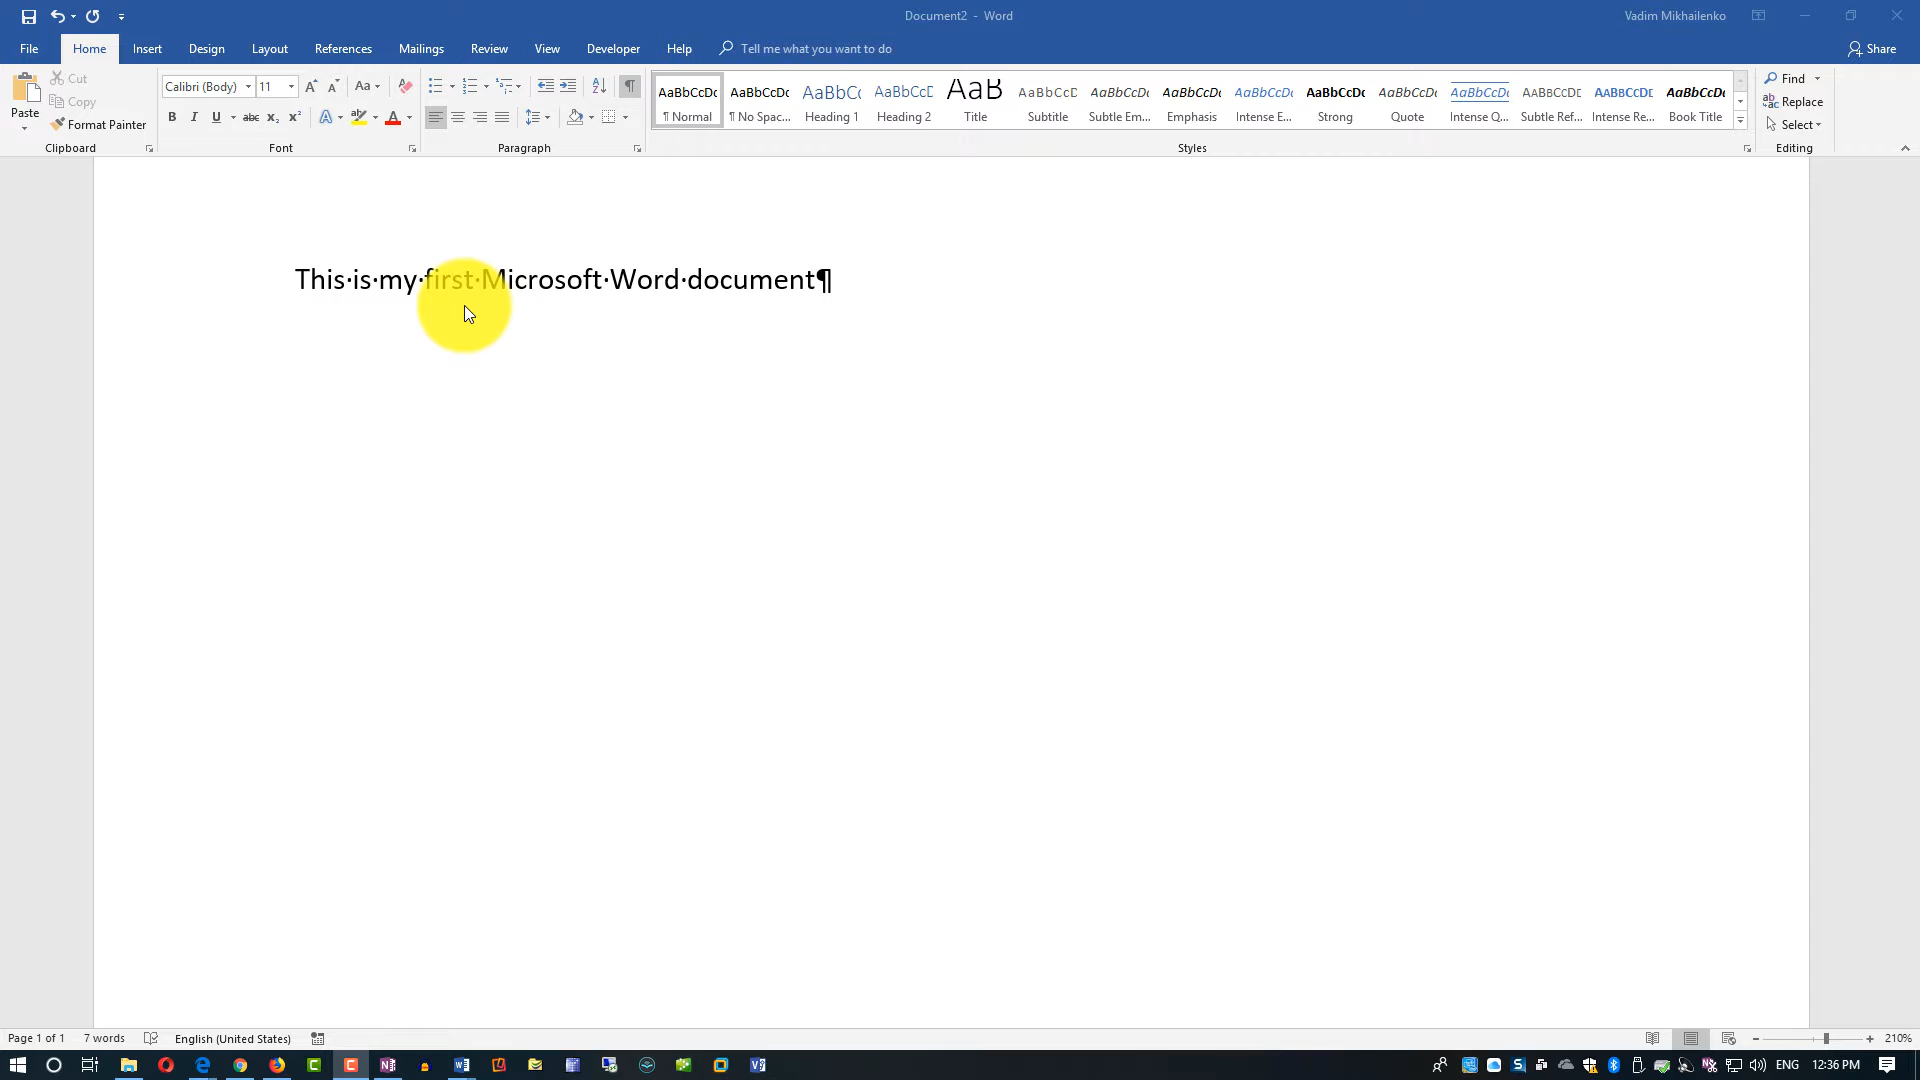 Document2 - Word
Vadim Mikhailenko
File Home Insert Design Layout References Mailings Review View Developer Help Tell me what you want to do
Share
Cut
Copy
Paste
Format Painter
Clipboard
Calibri (Body) 11
Font
Paragraph
AaBbCcDc AaBbCcDc AaBbC AaBbCcD AaB AaBbCcD AaBbCcDc AaBbCcDc AaBbCcDc AaBbCcDc AaBbCcDc AaBbCcDc AABBCCDE AABBCCDE AaBbCcDc
¶ Normal ¶ No Spac... Heading 1 Heading 2 Title Subtitle Subtle Em... Emphasis Intense E... Strong Quote Intense Q... Subtle Ref... Intense Re... Book Title
Styles
Find
Replace
Select
Editing
This·is·my·first·Microsoft·Word·document¶
Page 1 of 1 7 words English (United States)
210%
ENG 12:36 PM